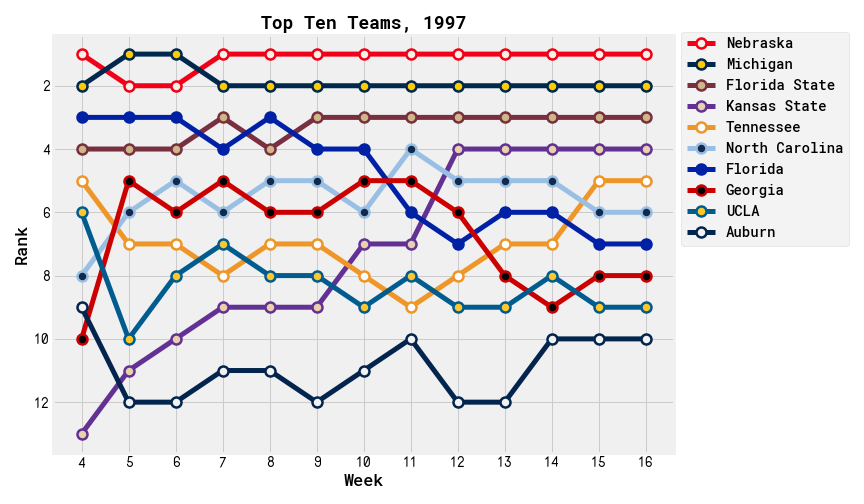 Top Ten Teams, 1997
Nebraska
Michigan
Florida State
Kansas State
Tennessee
North Carolina
Florida
Georgia
UCLA
Auburn
Rank
2
4
6
8
10
12
4 5 6 7 8 9 10 11 12 13 14 15 16
Week